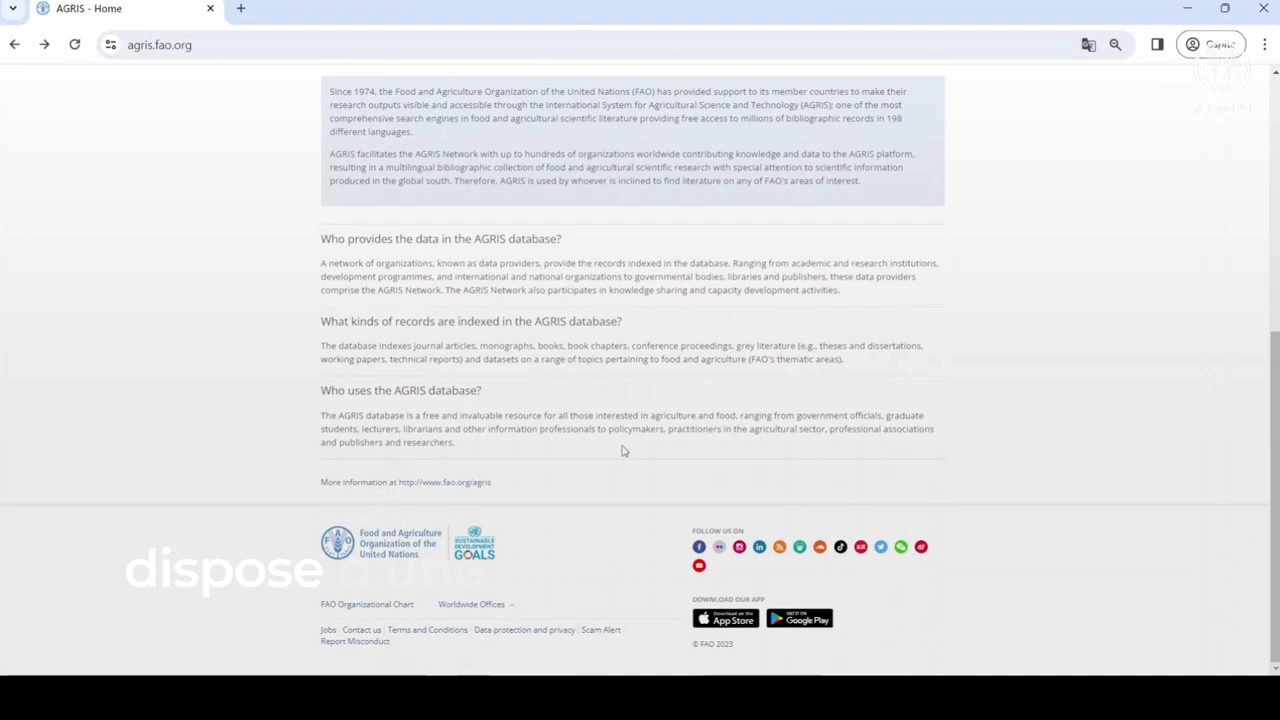 AGRIS - Home
agris.fao.org
Since 1974, the Food and Agriculture Organization of the United Nations (FAO) has provided support to its member countries to make their
research outputs visible and accessible through the International System for Agricultural Science and Technology (AGRIS): one of the most
comprehensive search engines in food and agricultural scientific literature providing free access to millions of bibliographic records in 198
different languages.
AGRIS facilitates the AGRIS Network with up to hundreds of organizations worldwide contributing knowledge and data to the AGRIS platform,
resulting in a multilingual bibliographic collection of food and agricultural scientific research with special attention to scientific information
produced in the global south. Therefore, AGRIS is used by whoever is inclined to find literature on any of FAO's areas of interest.
Who provides the data in the AGRIS database?
A network of organizations, known as data providers, provide the records indexed in the database. Ranging from academic and research institutions,
development programmes, and international and national organizations to governmental bodies, libraries and publishers, these data providers
comprise the AGRIS Network. The AGRIS Network also participates in knowledge sharing and capacity development activities.
What kinds of records are indexed in the AGRIS database?
The database indexes journal articles, monographs, books, book chapters, conference proceedings, grey literature (e.g., theses and dissertations,
working papers, technical reports) and datasets on a range of topics pertaining to food and agriculture (FAO's thematic areas).
Who uses the AGRIS database?
The AGRIS database is a free and invaluable resource for all those interested in agriculture and food, ranging from government officials, graduate
students, lecturers, librarians and other information professionals to policymakers, practitioners in the agricultural sector, professional associations
and publishers and researchers.
More information at http://www.fao.org/agris
Food and Agriculture
Organization of the
United Nations
SUSTAINABLE
DEVELOPMENT
GOALS
dispose a une
FAO Organizational Chart Worldwide Offices
Jobs Contact us Terms and Conditions Data protection and privacy Scam Alert
Report Misconduct
FOLLOW US ON
DOWNLOAD OUR APP
Download on the
App Store
GET IT ON
Google Play
© FAO 2023